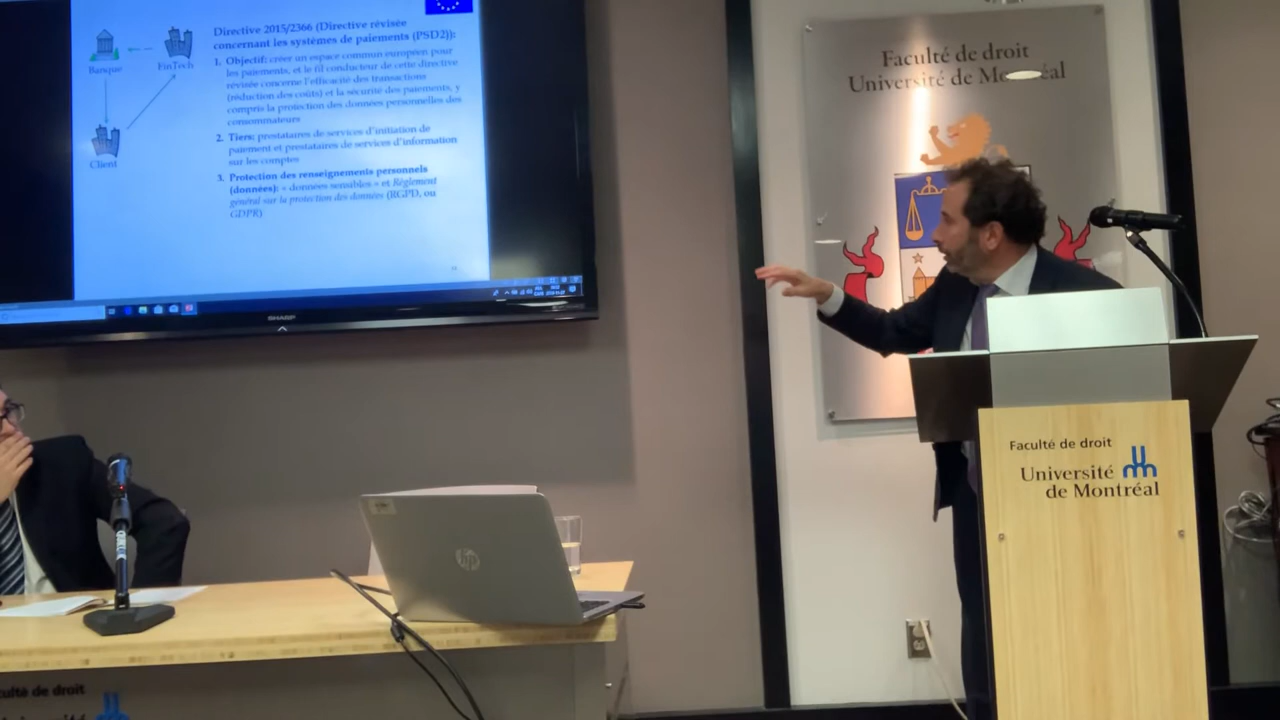 Directive 2015/2366 (Directive révisée
concernant les systèmes de paiements (PSD2)):
1. Objectif: créer un espace commun européen pour
les paiements, et le fil conducteur de cette directive
révisée concerne l'efficacité des transactions
(réduction des coûts) et la sécurité des paiements, y
compris la protection des données personnelles des
consommateurs
2. Tiers: prestataires de services d'initiation de
paiement et prestataires de services d'information
sur les comptes
3. Protection des renseignements personnels
(données): « données sensibles » et Règlement
général sur la protection des données (RGPD, ou
GDPR)
Banque
FinTech
Client
SHARP
Faculté de droit
Université de Montréal
Faculté de droit
Université
de Montréal
hp
culté de droit